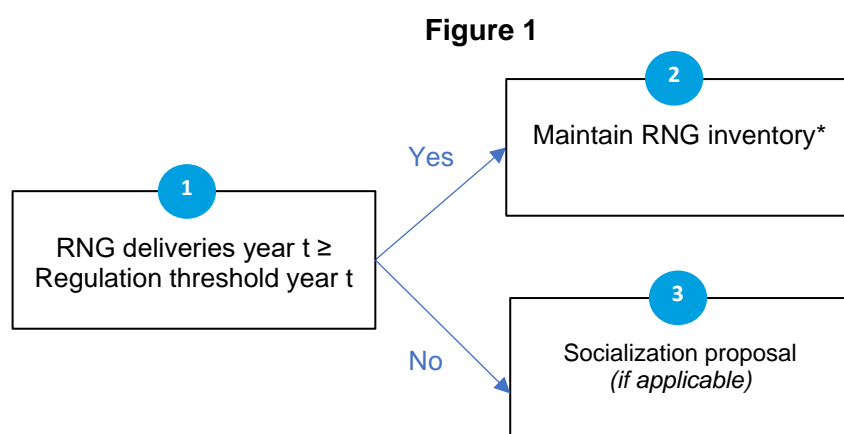 Figure 1
1
RNG deliveries year t ≥
Regulation threshold year t
Yes
2
Maintain RNG inventory*
No
3
Socialization proposal
(if applicable)